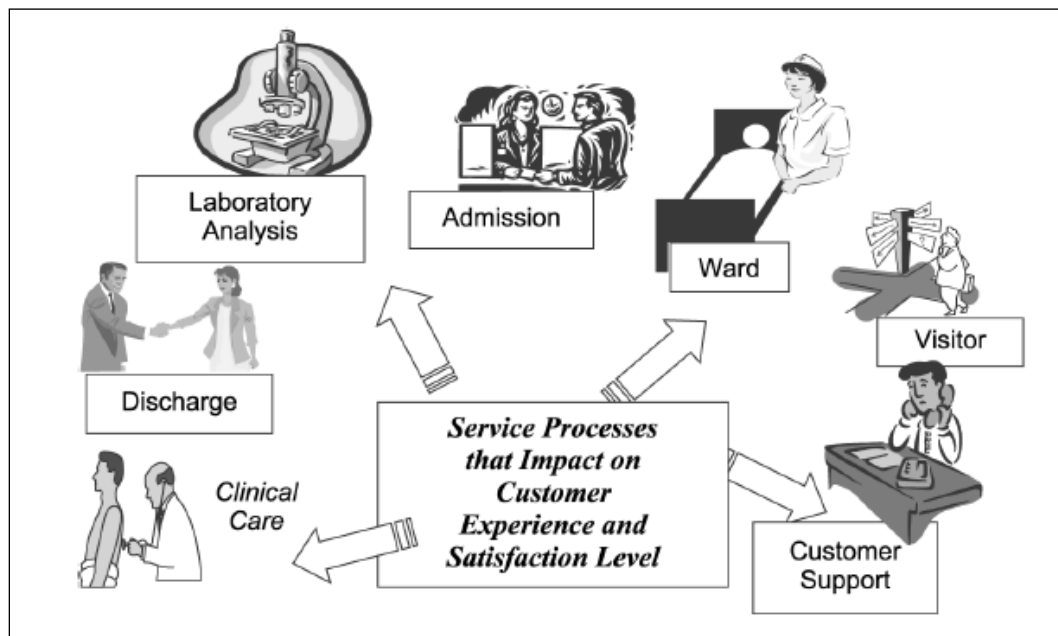 Laboratory
Analysis
Admission
Ward
Visitor
Discharge
Service Processes
that Impact on
Customer
Experience and
Satisfaction Level
Clinical
Care
Customer
Support